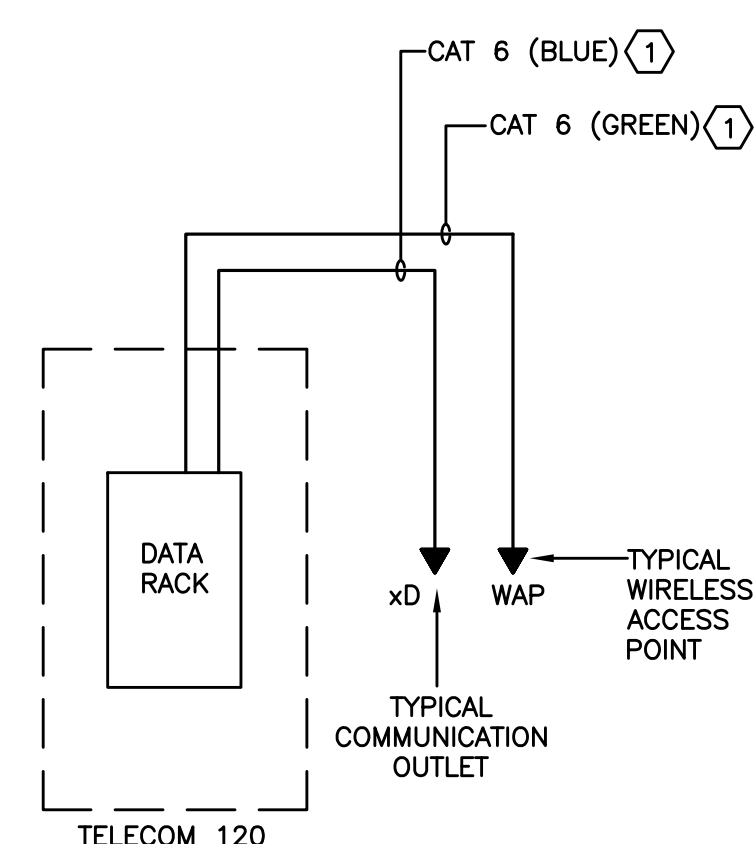 CAT 6 (BLUE) 1
CAT 6 (GREEN) 1
DATA
RACK
xD
WAP
TYPICAL
WIRELESS
ACCESS
POINT
TYPICAL
COMMUNICATION
OUTLET
TELECOM 120